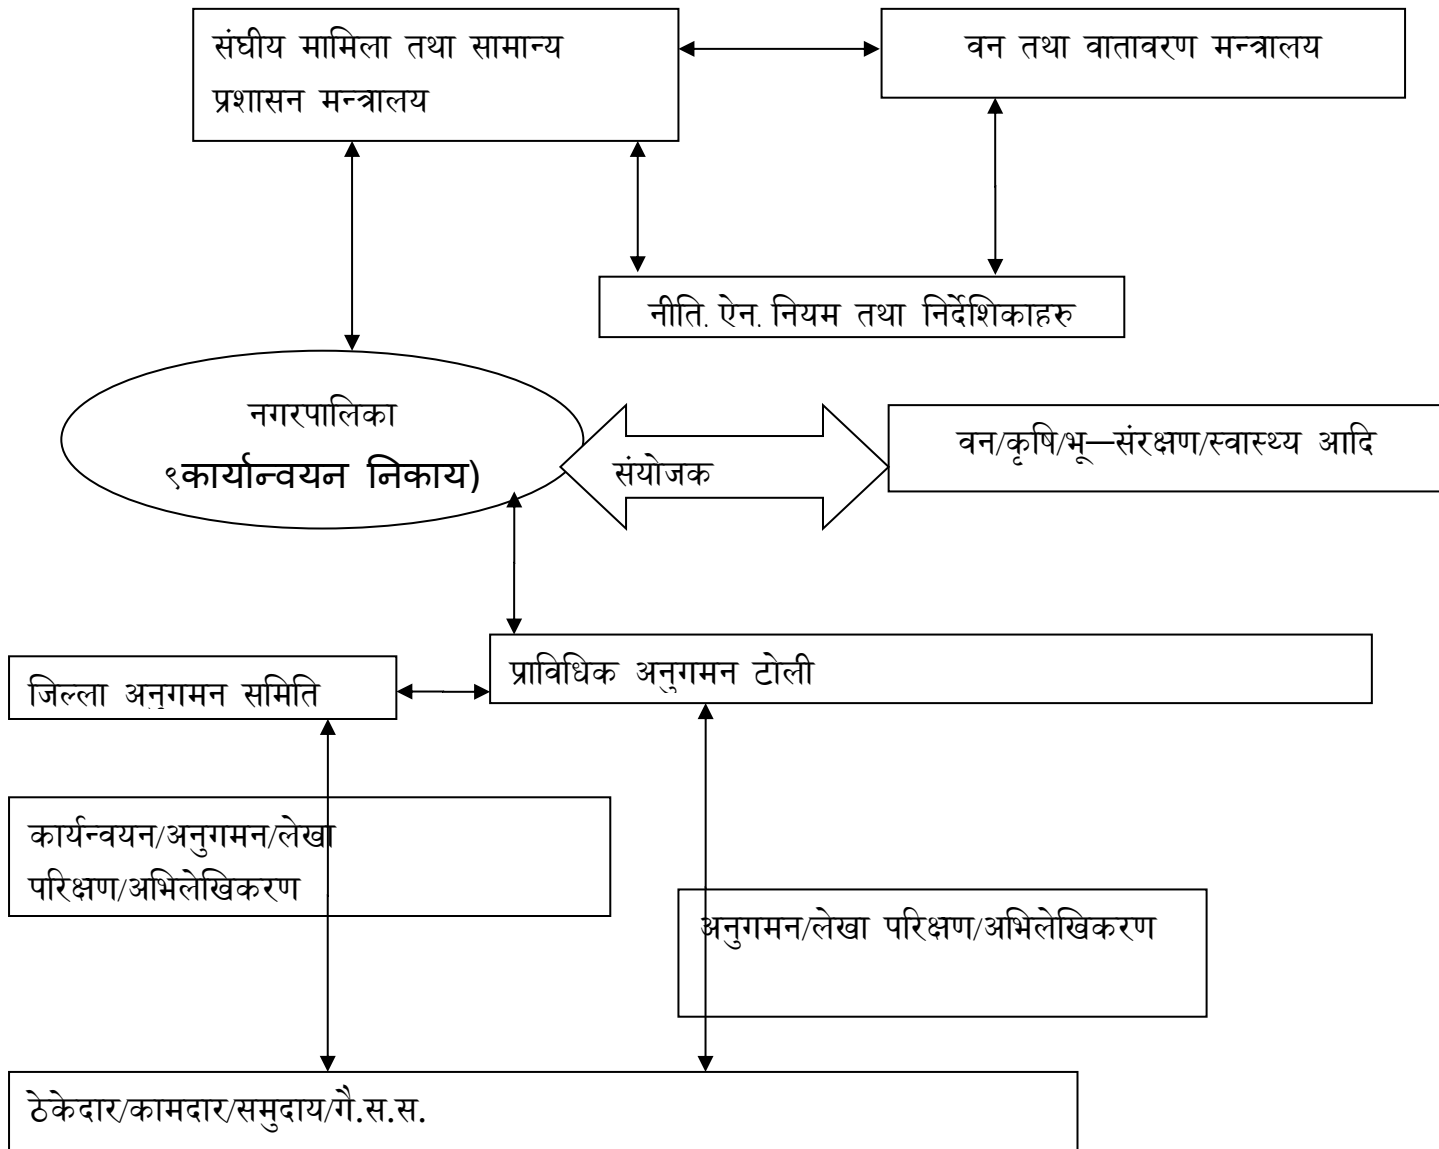 संघीय मामिला तथा सामान्य
प्रशासन मन्त्रालय
वन तथा वातावरण मन्त्रालय
नीति. ऐन. नियम तथा निर्देशिकाहरु
नगरपालिका
९कार्यान्वयन निकाय)
संयोजक
वन/कृषि/भू—संरक्षण/स्वास्थ्य आदि
प्राविधिक अनुगमन टोली
जिल्ला अनुगमन समिति
कार्यन्वयन/अनुगमन/लेखा
परिक्षण/अभिलेखिकरण
अनुगमन/लेखा परिक्षण/अभिलेखिकरण
ठेकेदार/कामदार/समुदाय/गै.स.स.